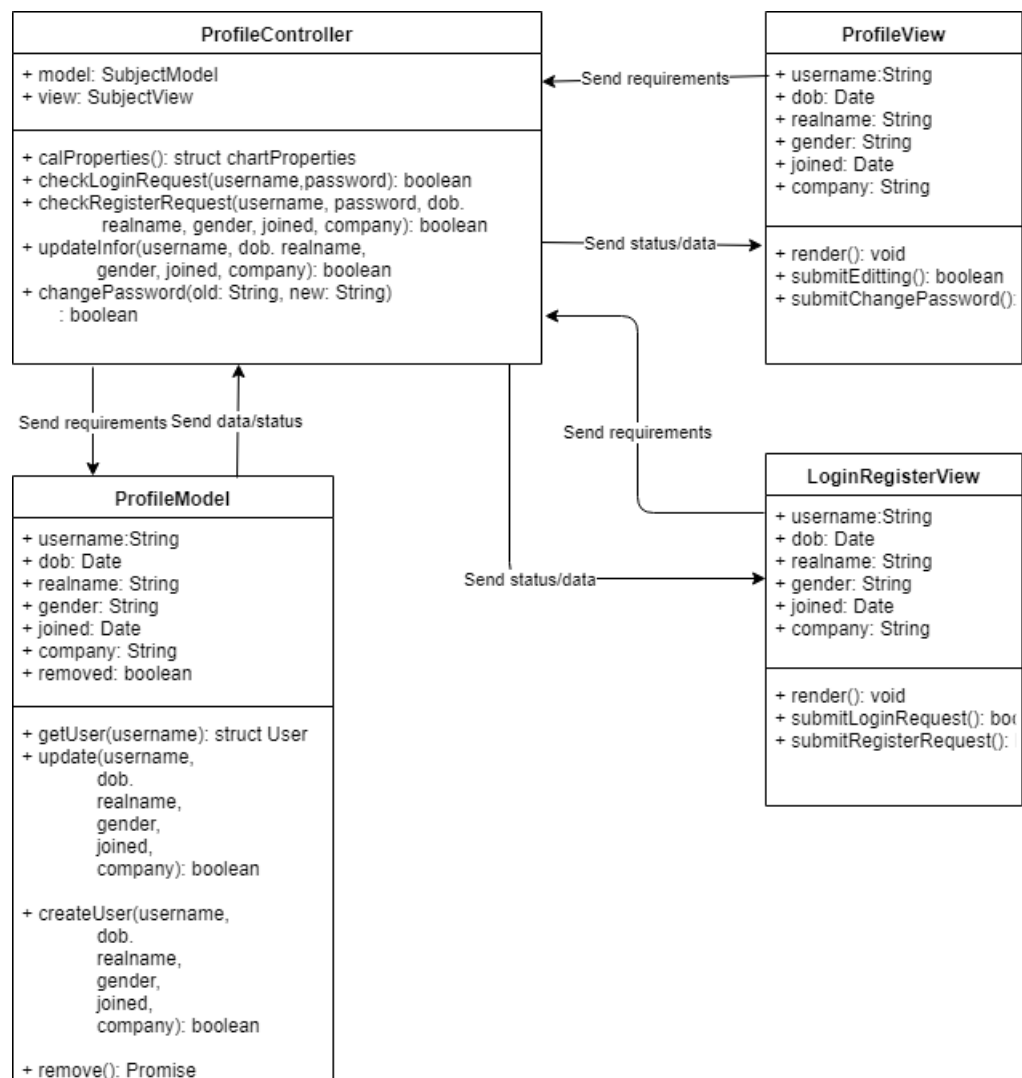 ProfileController
+ model: SubjectModel
+ view: SubjectView
+ calProperties(): struct chartProperties
+ checkLoginRequest(username,password): boolean
+ checkRegisterRequest(username, password, dob.
realname, gender, joined, company): boolean
+ updateInfor(username, dob. realname,
gender, joined, company): boolean
+ changePassword(old: String, new: String)
: boolean
Send requirements
Send status/data
ProfileView
+ username:String
+ dob: Date
+ realname: String
+ gender: String
+ joined: Date
+ company: String
+ render(): void
+ submitEditting(): boolean
+ submitChangePassword():
Send requirements
Send data/status
Send requirements
Send status/data
ProfileModel
+ username:String
+ dob: Date
+ realname: String
+ gender: String
+ joined: Date
+ company: String
+ removed: boolean
+ getUser(username): struct User
+ update(username,
dob.
realname,
gender,
joined,
company): boolean
+ createUser(username,
dob.
realname,
gender,
joined,
company): boolean
+ remove(): Promise
LoginRegisterView
+ username:String
+ dob: Date
+ realname: String
+ gender: String
+ joined: Date
+ company: String
+ render(): void
+ submitLoginRequest():
+ submitRegisterRequest():